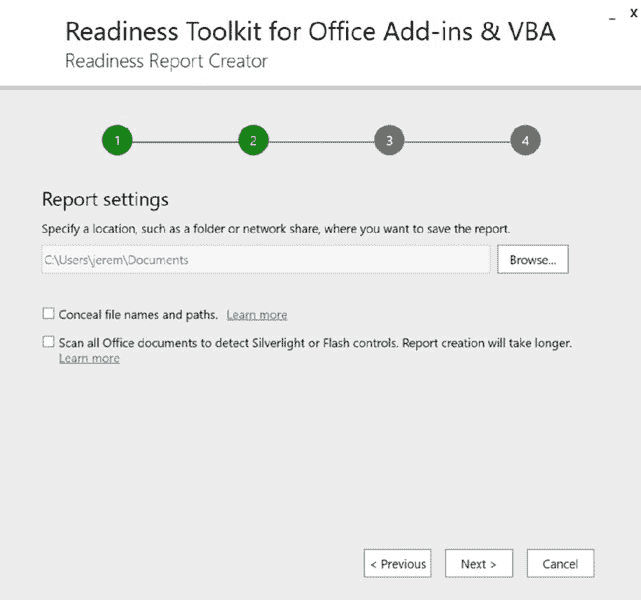 _ X
Readiness Toolkit for Office Add-ins & VBA
Readiness Report Creator
1 2 3 4
Report settings
Specify a location, such as a folder or network share, where you want to save the report.
C:\Users\jerem\Documents
Browse...
Conceal file names and paths. Learn more
Scan all Office documents to detect Silverlight or Flash controls. Report creation will take longer.
Learn more
< Previous Next > Cancel